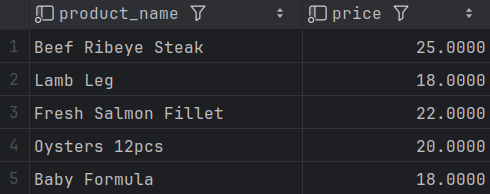 product_name price
1 Beef Ribeye Steak 25.0000
2 Lamb Leg 18.0000
3 Fresh Salmon Fillet 22.0000
4 Oysters 12pcs 20.0000
5 Baby Formula 18.0000